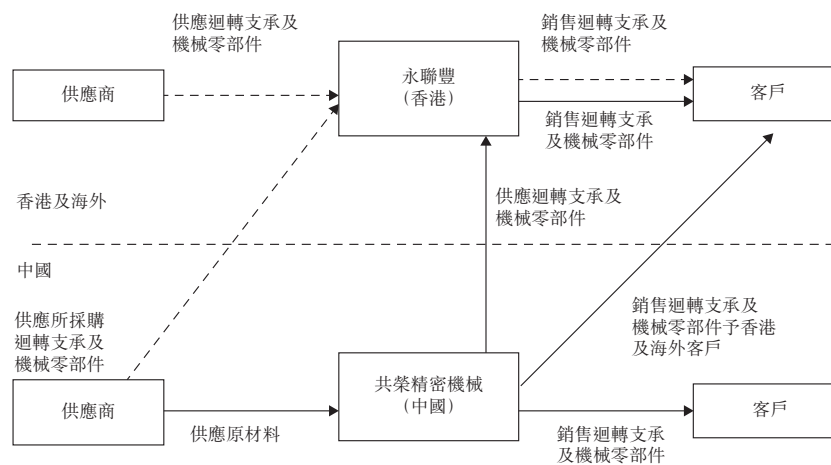 供應迴轉支承及
機械零部件
銷售迴轉支承及
機械零部件
供應商
永聯豐
（香港）
客戶
銷售迴轉支承
及機械零部件
香港及海外
供應迴轉支承及
機械零部件
中國
供應所採購
迴轉支承及
機械零部件
銷售迴轉支承及
機械零部件予香港
及海外客戶
供應商
共榮精密機械
（中國）
客戶
供應原材料
銷售迴轉支承
及機械零部件